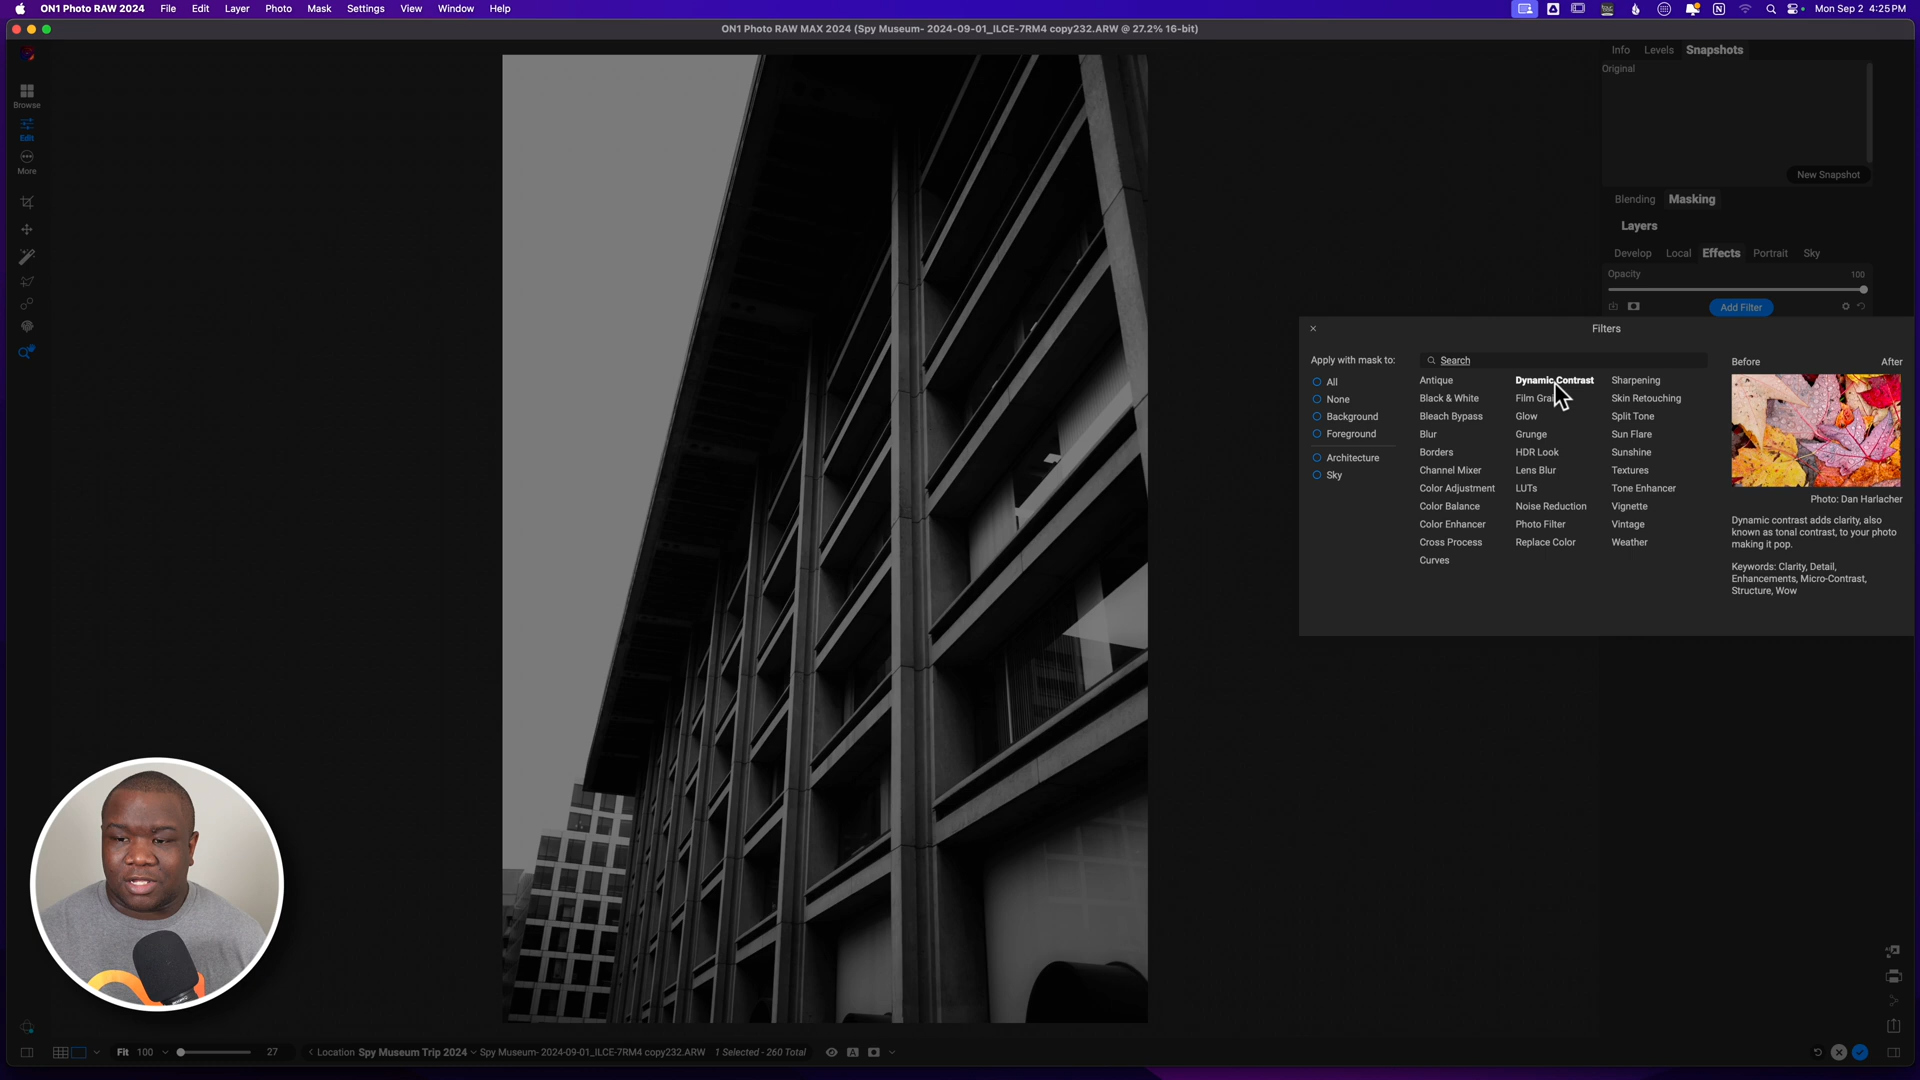 ON1 Photo RAW 2024 File Edit Layer Photo Mask Settings View Window Help Mon Sep 2 4:25 PM
ON1 Photo RAW MAX 2024 (Spy Museum- 2024-09-01_ILCE-7RM4 copy232.ARW @ 27.2% 16-bit)
Info Levels Snapshots
Original
New Snapshot
Browse
Edit
More
Blending Masking
Layers
Develop Local Effects Portrait Sky
Opacity 100
Add Filter
Filters
Apply with mask to:
All
None
Background
Foreground
Architecture
Sky
Search
Antique
Black & White
Bleach Bypass
Blur
Borders
Channel Mixer
Color Adjustment
Color Balance
Color Enhancer
Cross Process
Curves
Dynamic Contrast
Film Grai
Glow
Grunge
HDR Look
Lens Blur
LUTs
Noise Reduction
Photo Filter
Replace Color
Sharpening
Skin Retouching
Split Tone
Sun Flare
Sunshine
Textures
Tone Enhancer
Vignette
Vintage
Weather
Before After
Photo: Dan Harlacher
Dynamic contrast adds clarity, also
known as tonal contrast, to your photo
making it pop.
Keywords: Clarity, Detail,
Enhancements, Micro-Contrast,
Structure, Wow
Fit 100 27 Location Spy Museum Trip 2024 Spy Museum- 2024-09-01_ILCE-7RM4 copy232.ARW 1 Selected - 260 Total A